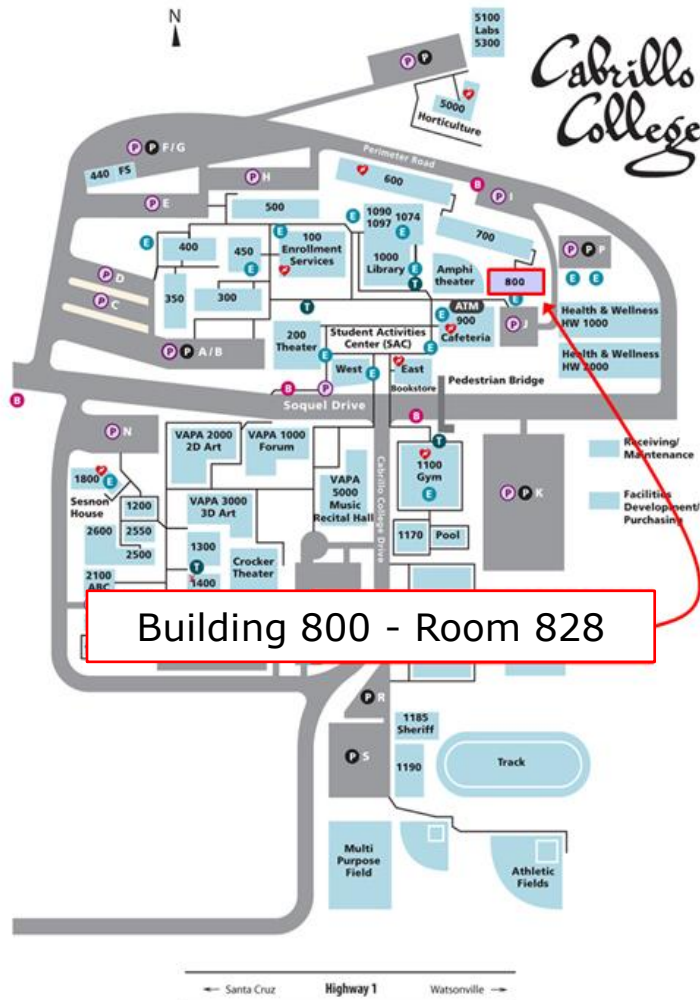 N
5100
Labs
5300
Cabrillo
College
P P
5000
Horticulture
P P F/G
Perimeter Road
440 FS
P H
600
B
P I
P E
500
1090
1097
1074
E
E
700
P P P
E
400
450
E
100
Enrollment
Services
1000
Library
E
T
Amphi
theater
800
E
E E
P D
P C
350
300
T
ATM
E
900
Cafeteria
P J
Health & Wellness
HW 1000
200
Theater
Student Activities
Center (SAC)
E
E
Health & Wellness
HW 2000
P P A/B
West
E
East
Bookstore
Pedestrian Bridge
B
B
P
Soquel Drive
B
P N
VAPA 2000
2D Art
VAPA 1000
Forum
T
1100
Gym
E
Receiving/
Maintenance
1800
E
Sesnon
House
VAPA
5000
Music
Recital Hall
Cabrillo College Drive
P P K
Facilities
Development/
Purchasing
1200
VAPA 3000
3D Art
2600
2550
2500
1300
1170
Pool
T
Crocker
Theater
2100
ABC
1400
Building 800 - Room 828
P R
1185
Sheriff
P S
1190
Track
Multi
Purpose
Field
Athletic
Fields
← Santa Cruz
Highway 1
Watsonville →